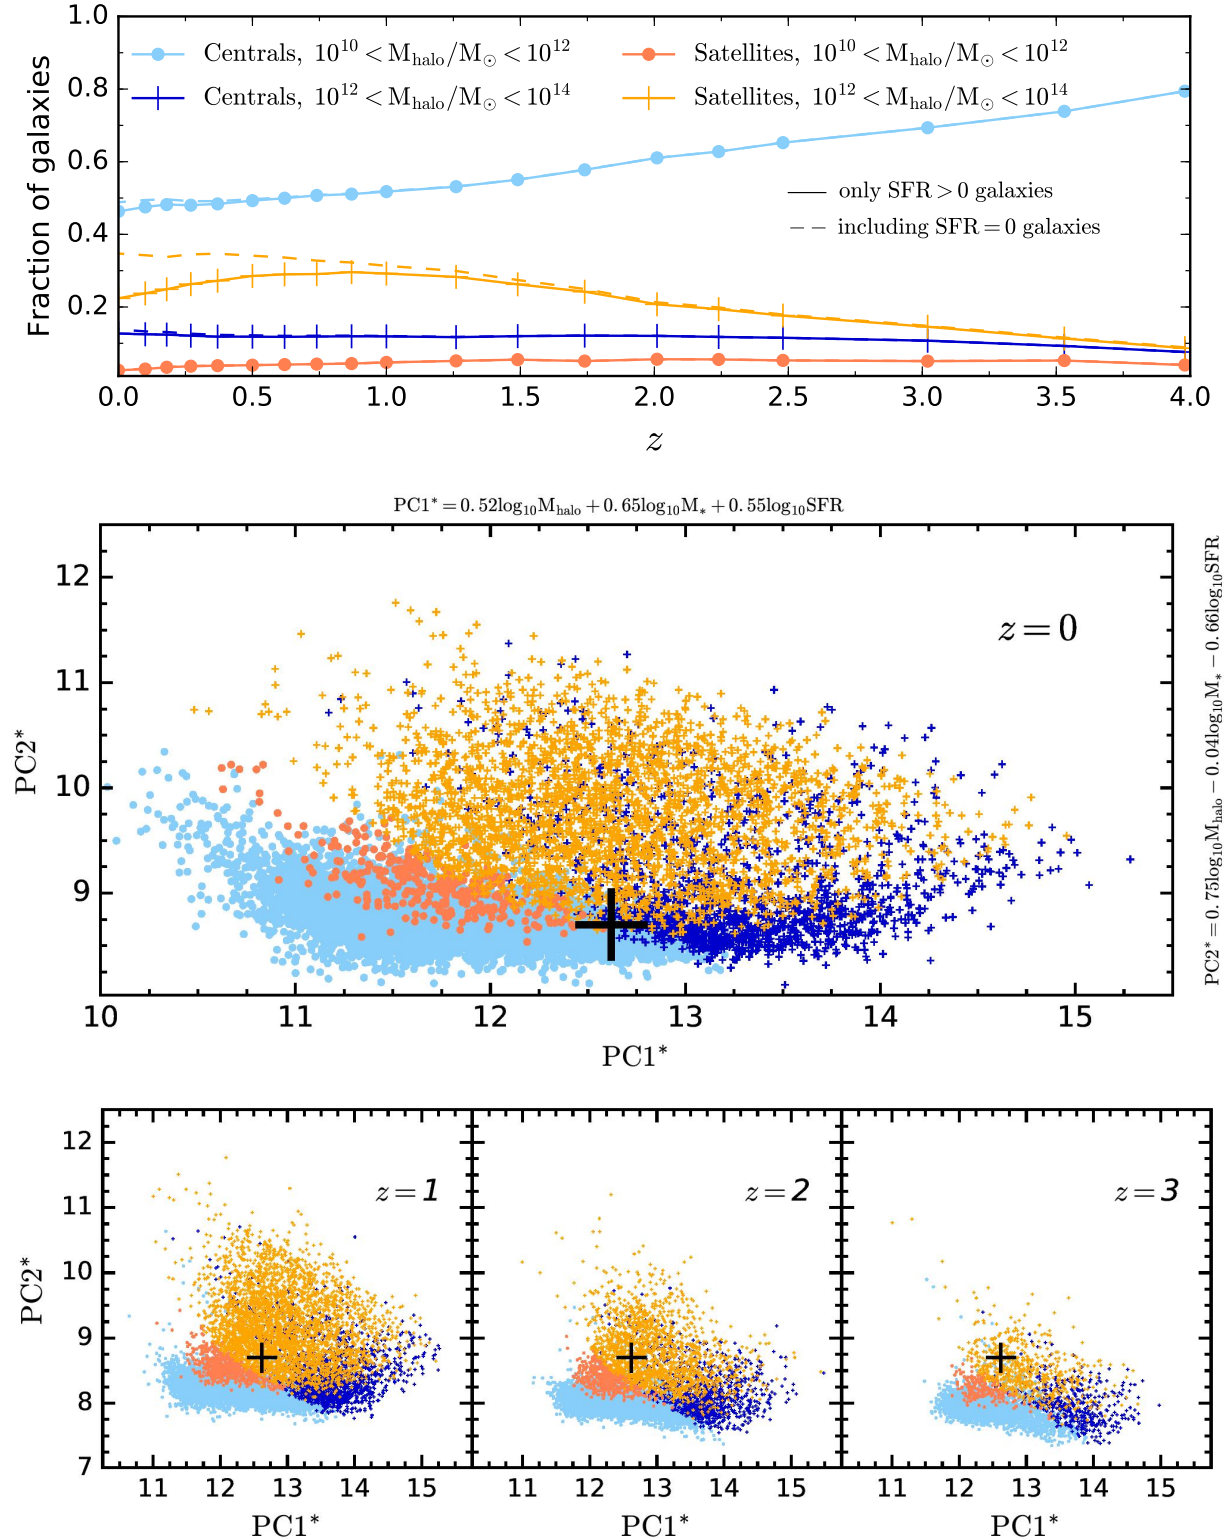 1.0
0.8
0.6
0.4
0.2
Fraction of galaxies
Centrals, 10^10 < M_halo/M_⊙ < 10^12
Satellites, 10^10 < M_halo/M_⊙ < 10^12
Centrals, 10^12 < M_halo/M_⊙ < 10^14
Satellites, 10^12 < M_halo/M_⊙ < 10^14
only SFR > 0 galaxies
including SFR = 0 galaxies
0.0 0.5 1.0 1.5 2.0 2.5 3.0 3.5 4.0
z
PC1* = 0.52log_10M_halo + 0.65log_10M_* + 0.55log_10SFR
12
11
10
9
PC2*
z = 0
PC2* = 0.75log_10M_halo − 0.04log_10M_* − 0.66log_10SFR
10 11 12 13 14 15
PC1*
12
11
10
9
8
7
PC2*
z = 1
z = 2
z = 3
11 12 13 14 15
11 12 13 14 15
11 12 13 14 15
PC1*
PC1*
PC1*